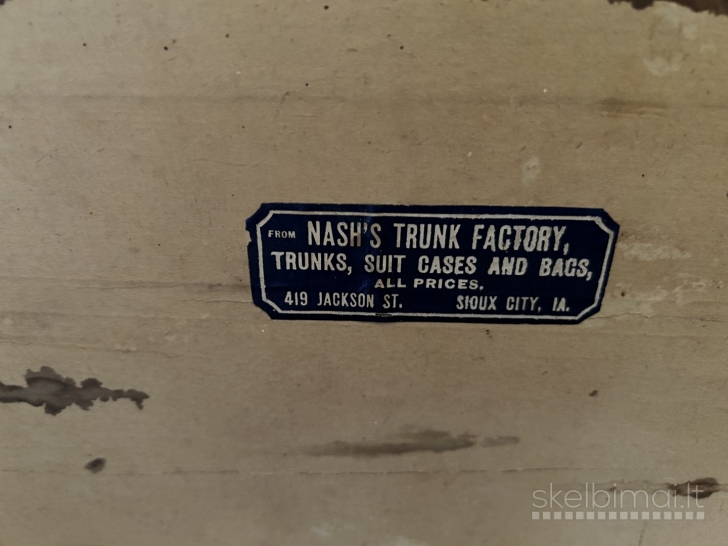 FROM NASH'S TRUNK FACTORY,
TRUNKS, SUIT CASES AND BAGS,
ALL PRICES.
419 JACKSON ST. SIOUX CITY, IA.
skelbimai.lt